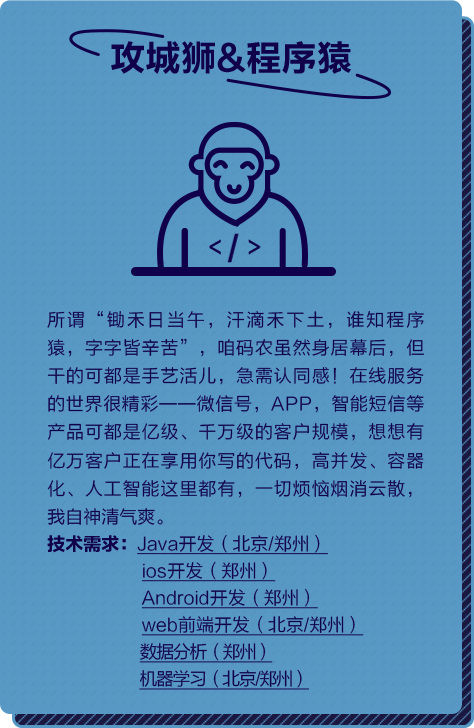 攻城狮&程序猿
</>
所谓“锄禾日当午，汗滴禾下土，谁知程序
猿，字字皆辛苦”，咱码农虽然身居幕后，但
干的可都是手艺活儿，急需认同感！在线服务
的世界很精彩——微信号，APP，智能短信等
产品可都是亿级、千万级的客户规模，想想有
亿万客户正在享用你写的代码，高并发、容器
化、人工智能这里都有，一切烦恼烟消云散，
我自神清气爽。
技术需求：Java开发（北京/郑州）
ios开发（郑州）
Android开发（郑州）
web前端开发（北京/郑州）
数据分析（郑州）
机器学习（北京/郑州）